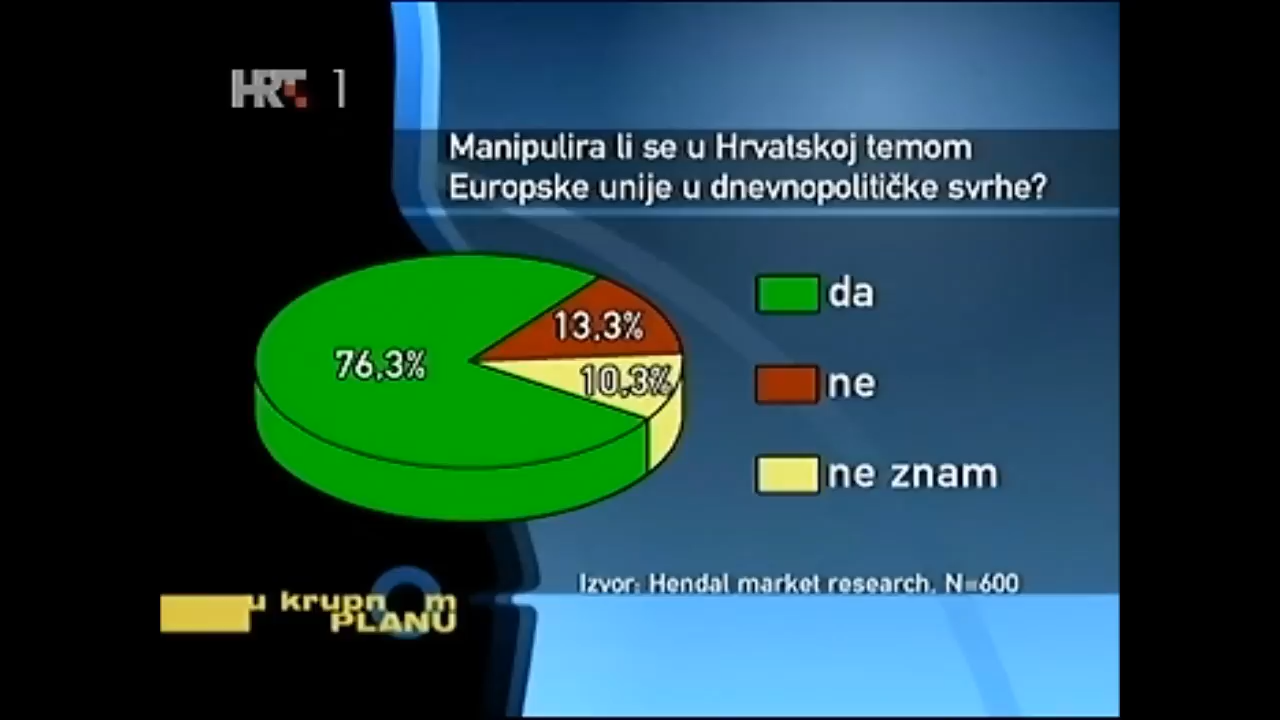 HRT 1
Manipulira li se u Hrvatskoj temom
Europske unije u dnevnopolitičke svrhe?
76,3%
13,3%
10,3%
da
ne
ne znam
Izvor: Hendal market research, N=600
u krupnom
PLANU